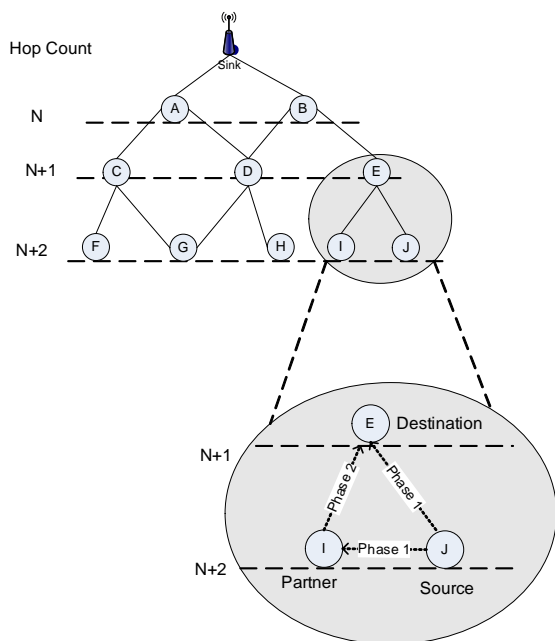 Hop Count
Sink
N
A
B
N+1
C
D
E
N+2
F
G
H
I
J
E
Destination
N+1
Phase 2
Phase 1
I
Phase 1
J
N+2
Partner
Source